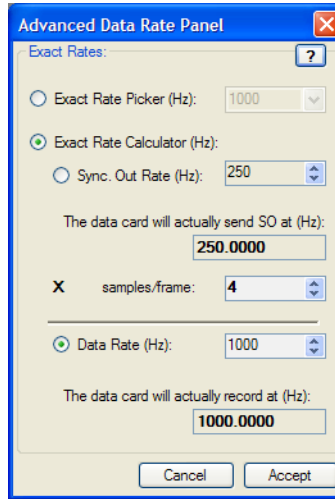 Advanced Data Rate Panel
Exact Rates:
?
Exact Rate Picker (Hz): 1000
Exact Rate Calculator (Hz):
Sync. Out Rate (Hz): 250
The data card will actually send SO at (Hz):
250.0000
X samples/frame: 4
Data Rate (Hz): 1000
The data card will actually record at (Hz):
1000.0000
Cancel Accept